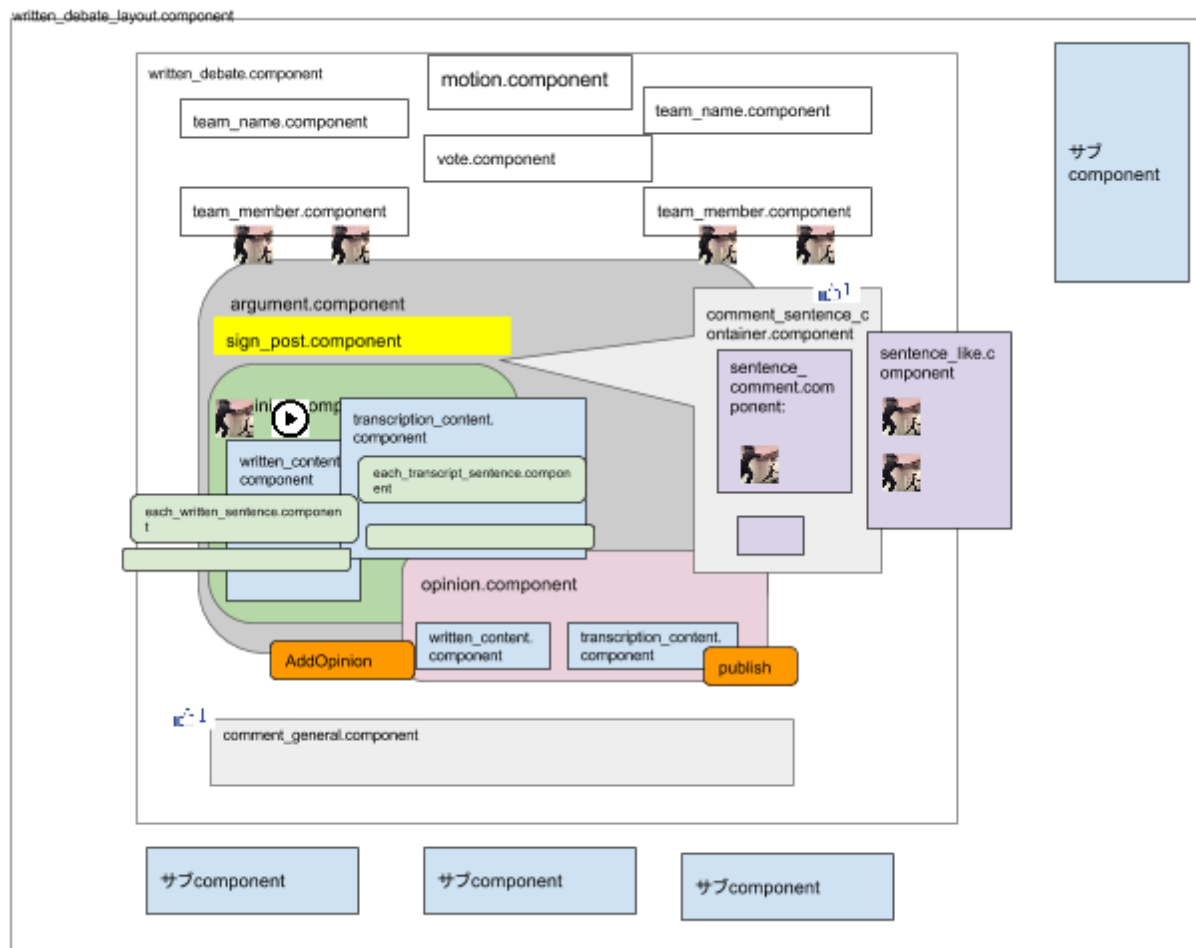 written_debate_layout.component
written_debate.component
motion.component
team_name.component
team_name.component
vote.component
サブ
component
team_member.component
team_member.component
argument.component
sign_post.component
comment_sentence_c
ontainer.component
sentence_
comment.com
ponent:
sentence_like.c
omponent
transcription_content.
component
written_content
component
each_transcript_sentence.compon
ent
each_written_sentence.componen
t
opinion.component
written_content.
component
transcription_content.
component
AddOpinion
publish
comment_general.component
サブcomponent
サブcomponent
サブcomponent